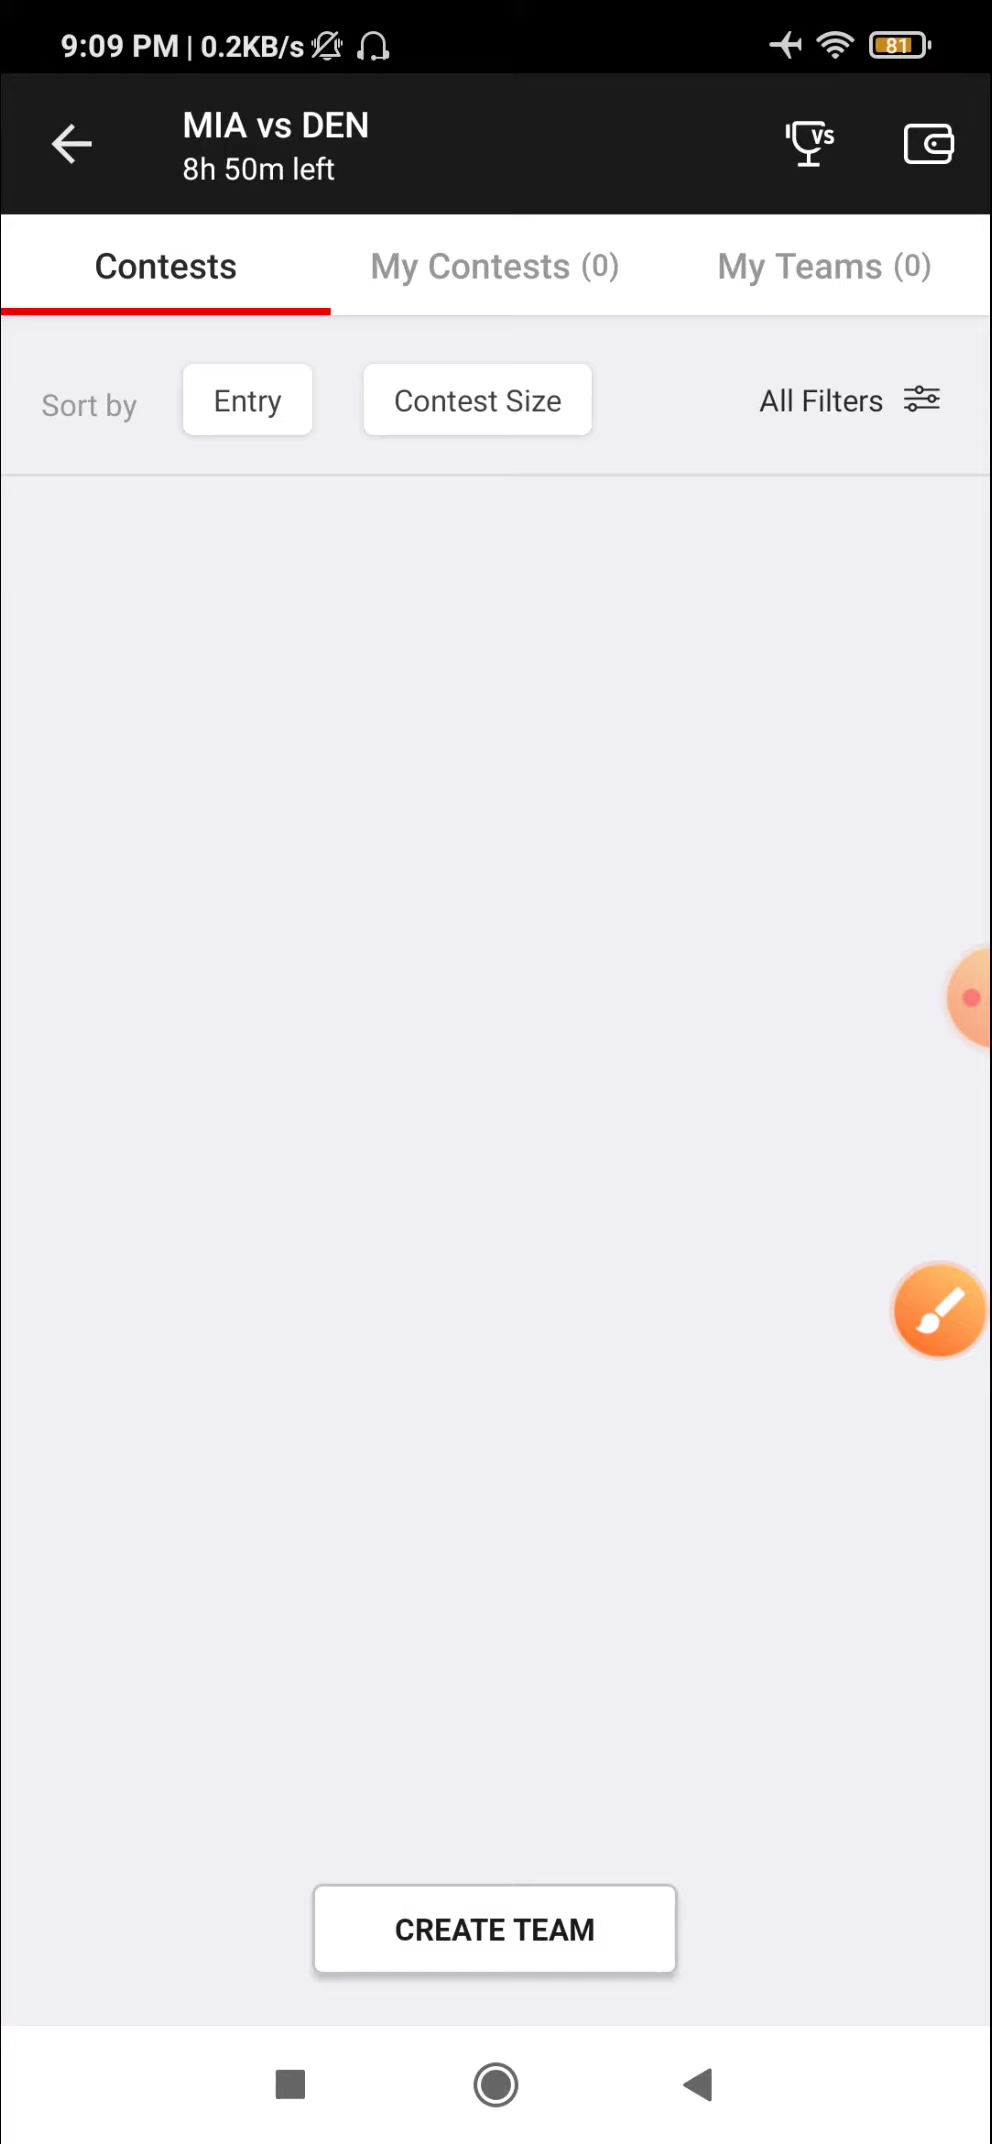 9:09 PM | 0.2KB/s
81
MIA vs DEN
8h 50m left
VS
Contests
My Contests (0)
My Teams (0)
Sort by
Entry
Contest Size
All Filters
CREATE TEAM